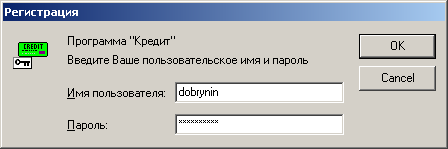 Регистрация
CREDIT
Программа "Кредит"
Введите Ваше пользовательское имя и пароль
Имя пользователя: dobrynin
Пароль: **********
OK
Cancel